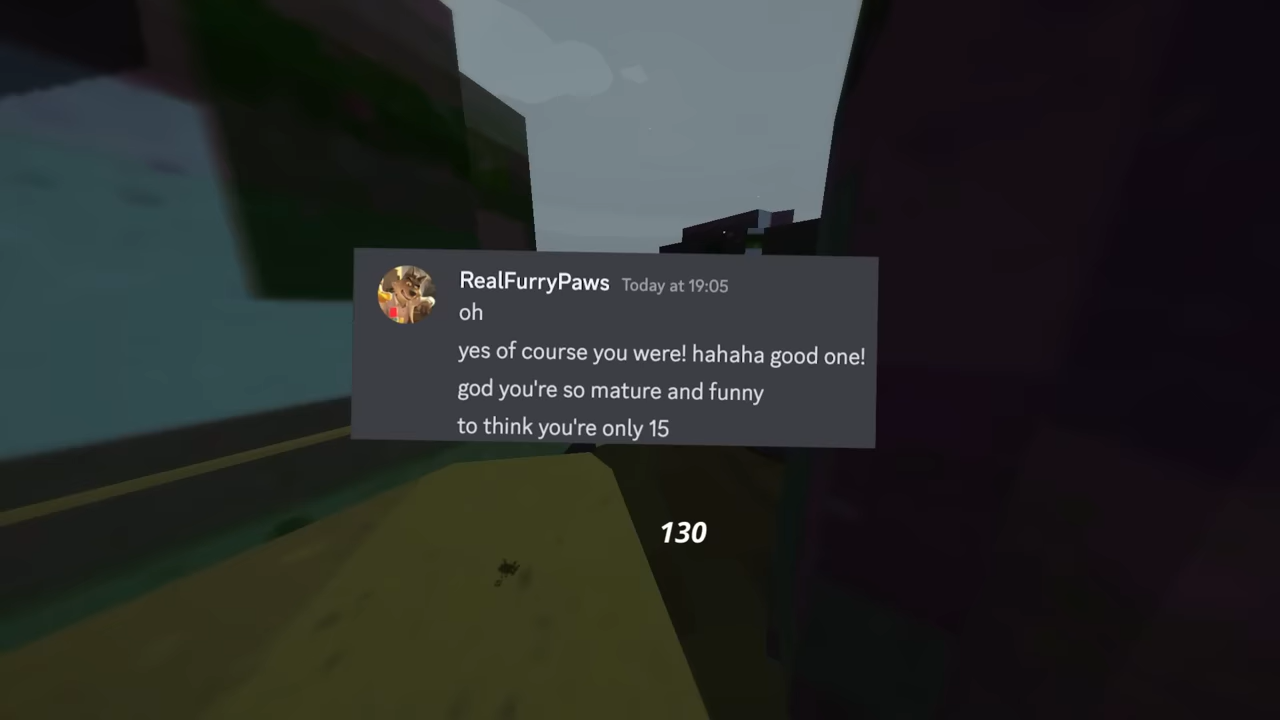 RealFurryPaws Today at 19:05
oh
yes of course you were! hahaha good one!
god you're so mature and funny
to think you're only 15
130